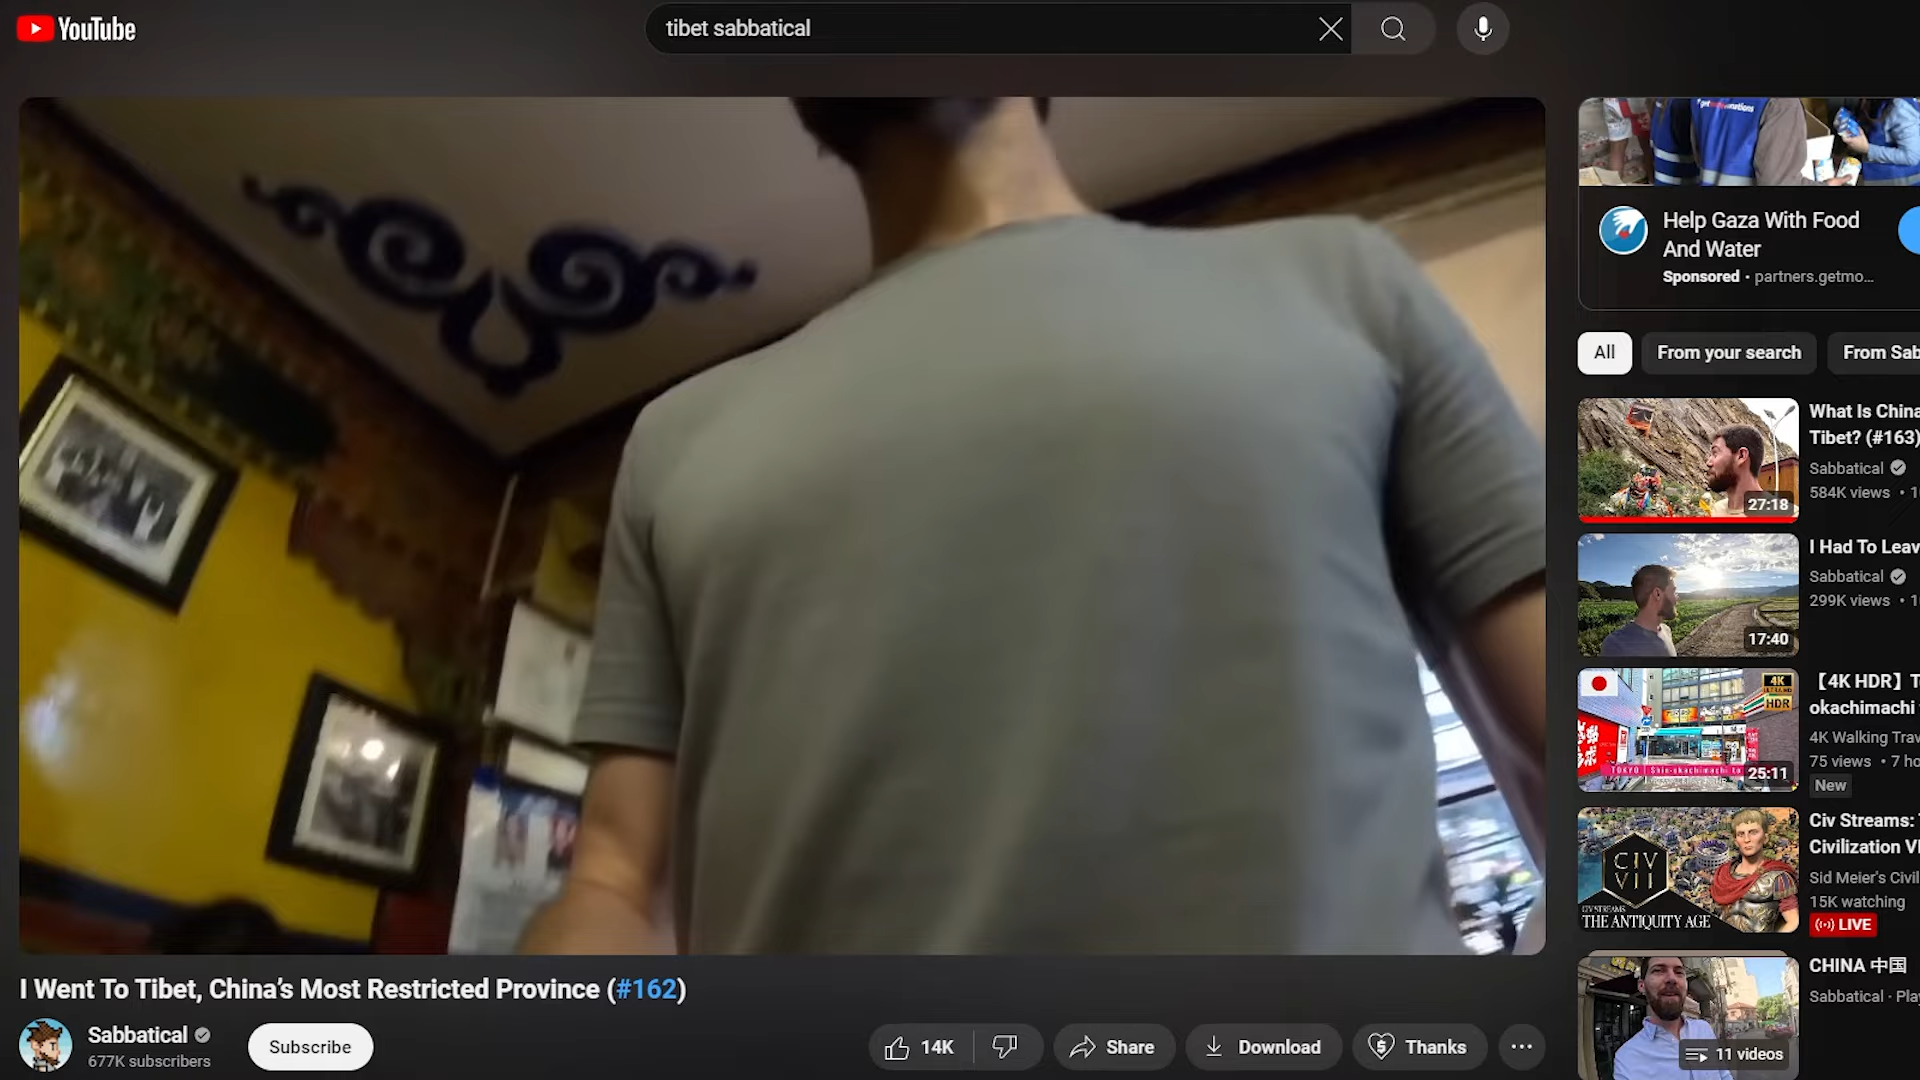 YouTube
tibet sabbatical
Help Gaza With Food
And Water
Sponsored • partners.getmo...
All
From your search
From Sab
What Is China
Tibet? (#163)
Sabbatical
584K views • 1
27:18
I Had To Leav
Sabbatical
299K views • 1
17:40
【4K HDR】T
okachimachi
4K Walking Trav
75 views • 7 ho
New
4K
HDR
25:11
Civ Streams:
Civilization VI
Sid Meier's Civil
15K watching
LIVE
CIV
VII
CIV STREAMS
THE ANTIQUITY AGE
CHINA 中国
Sabbatical · Play
11 videos
I Went To Tibet, China’s Most Restricted Province (#162)
Sabbatical
677K subscribers
Subscribe
14K
Share
Download
Thanks